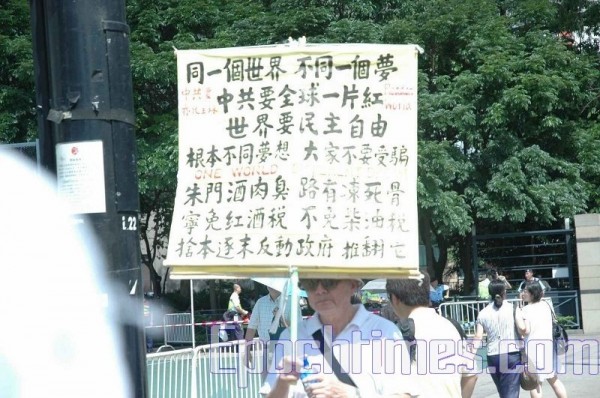 同一個世界 不同一個夢
中共要全球一片紅
世界要民主自由
根本不同夢想 大家不要受騙
ONE WORLD
朱門酒肉臭 路有凍死骨
寧免紅酒稅 不免柴油稅
捨本逐末反動政府 推翻它
Epochtimes.com